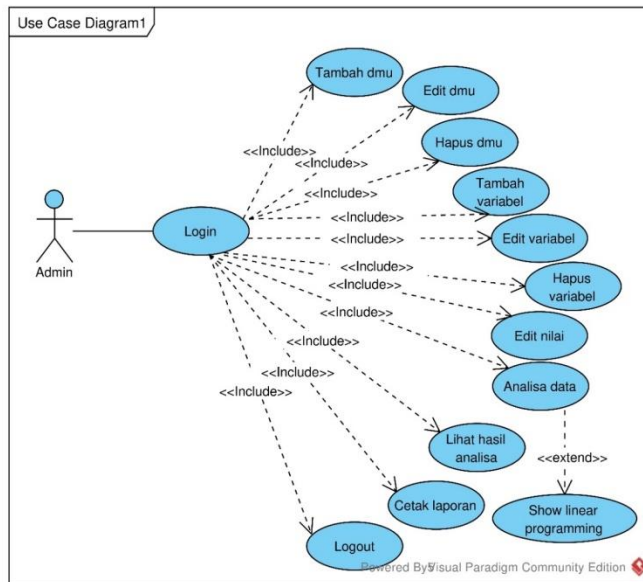 Use Case Diagram1
Tambah dmu
Edit dmu
Hapus dmu
Tambah
variabel
Edit variabel
Hapus
variabel
Edit nilai
Analisa data
Lihat hasil
analisa
Cetak laporan
Logout
Show linear
programming
Login
Admin
<<Include>>
<<Include>>
<<Include>>
<<Include>>
<<Include>>
<<Include>>
<<Include>>
<<Include>>
<<Include>>
<<Include>>
<<Include>>
<<extend>>
Powered By Visual Paradigm Community Edition